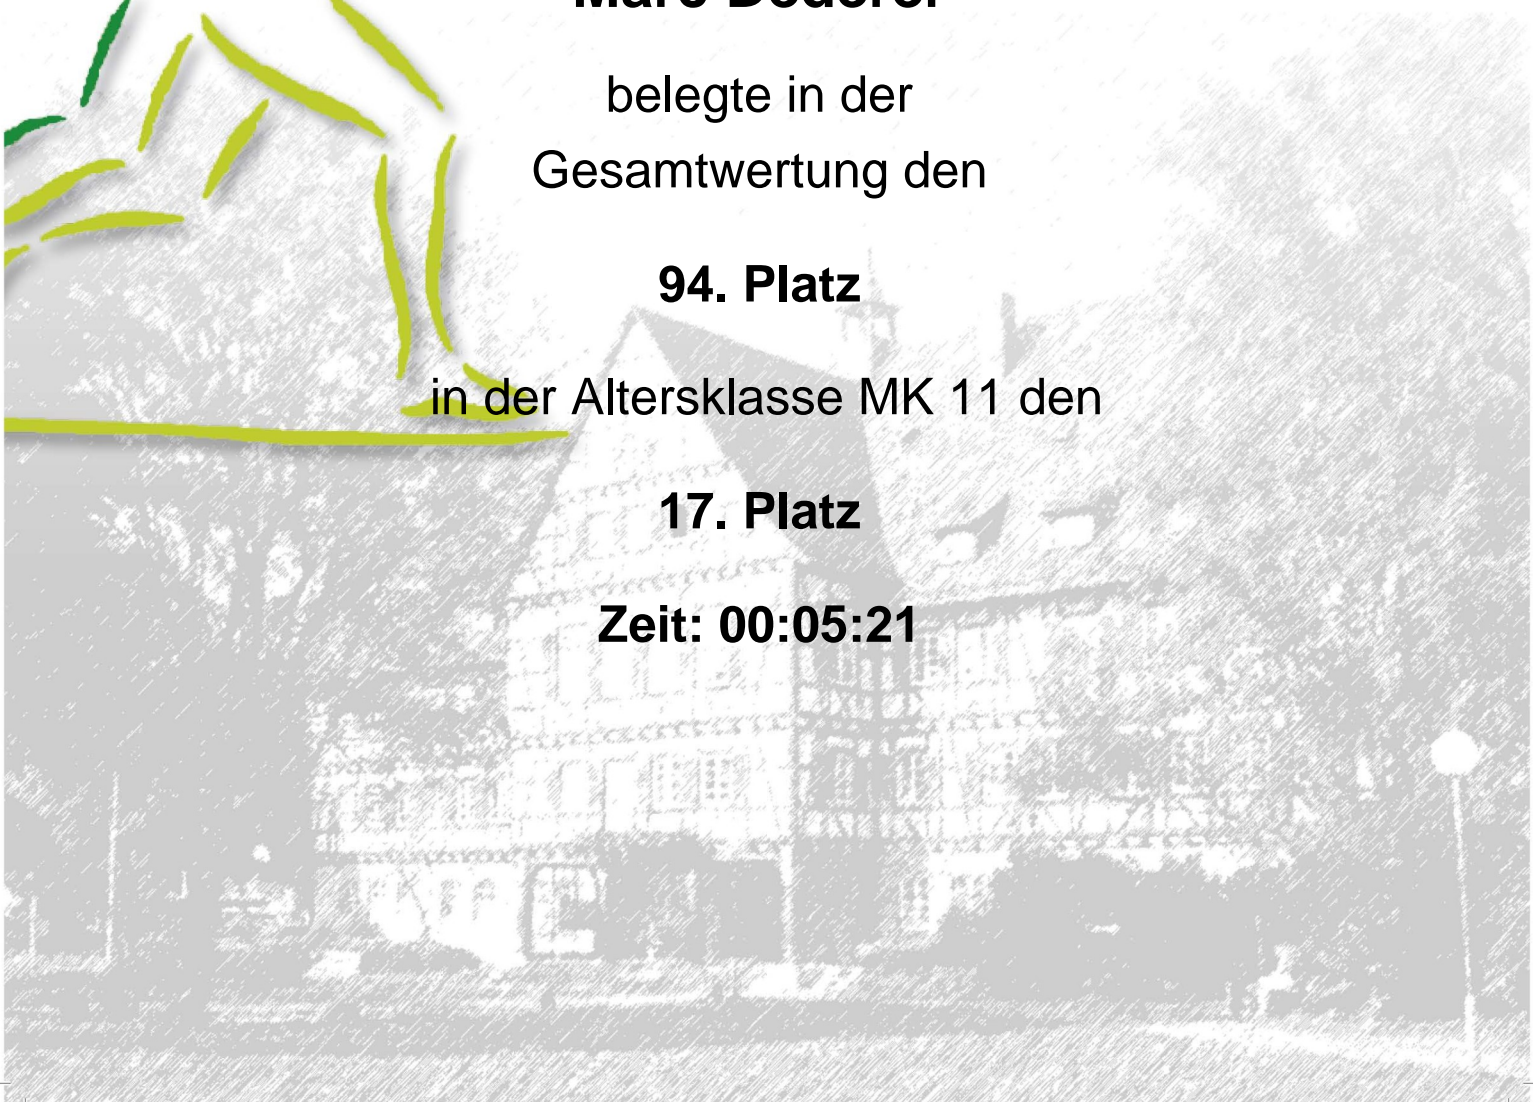 belegte in der
Gesamtwertung den
94. Platz
in der Altersklasse MK 11 den
17. Platz
Zeit: 00:05:21